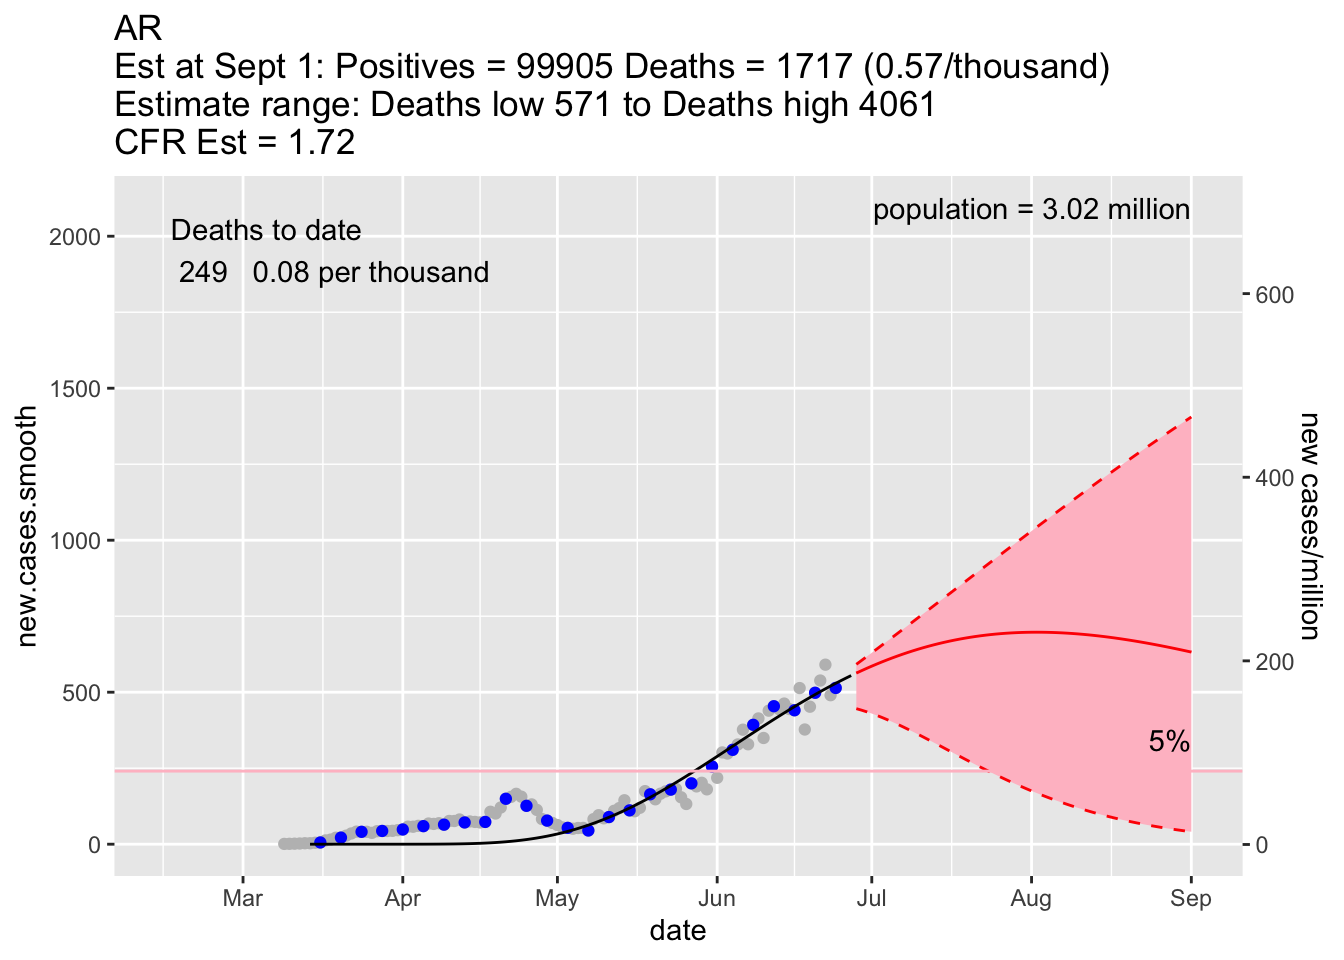 AR
Est at Sept 1: Positives = 99905 Deaths = 1717 (0.57/thousand)
Estimate range: Deaths low 571 to Deaths high 4061
CFR Est = 1.72
population = 3.02 million
Deaths to date
249 0.08 per thousand
2000
1500
1000
500
0
new.cases.smooth
600
400
200
0
new cases/million
5%
Mar
Apr
May
Jun
Jul
Aug
Sep
date